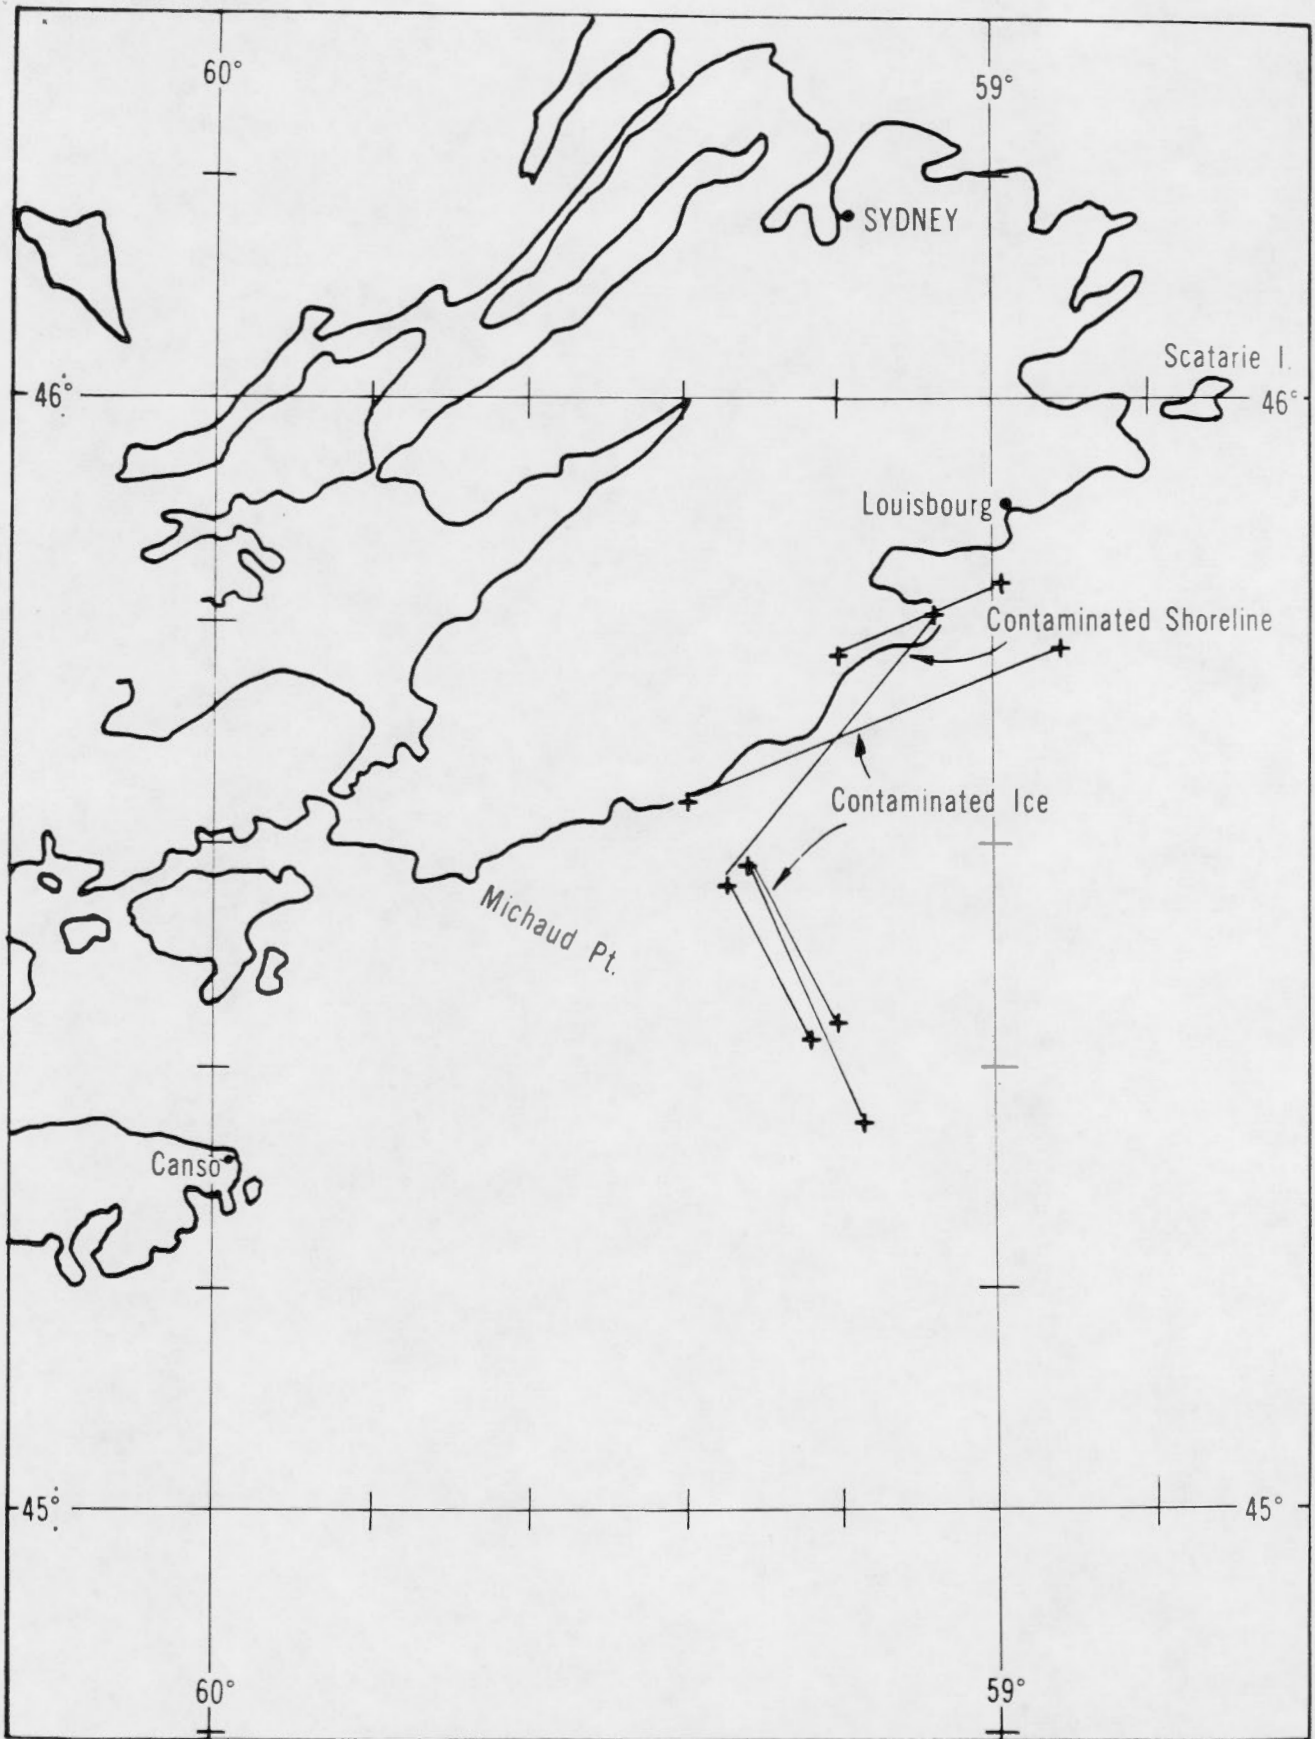 60°
59°
SYDNEY
Scatarie I.
46°
46°
Louisbourg
Contaminated Shoreline
Contaminated Ice
Michaud Pt.
Canso
45°
45°
60°
59°